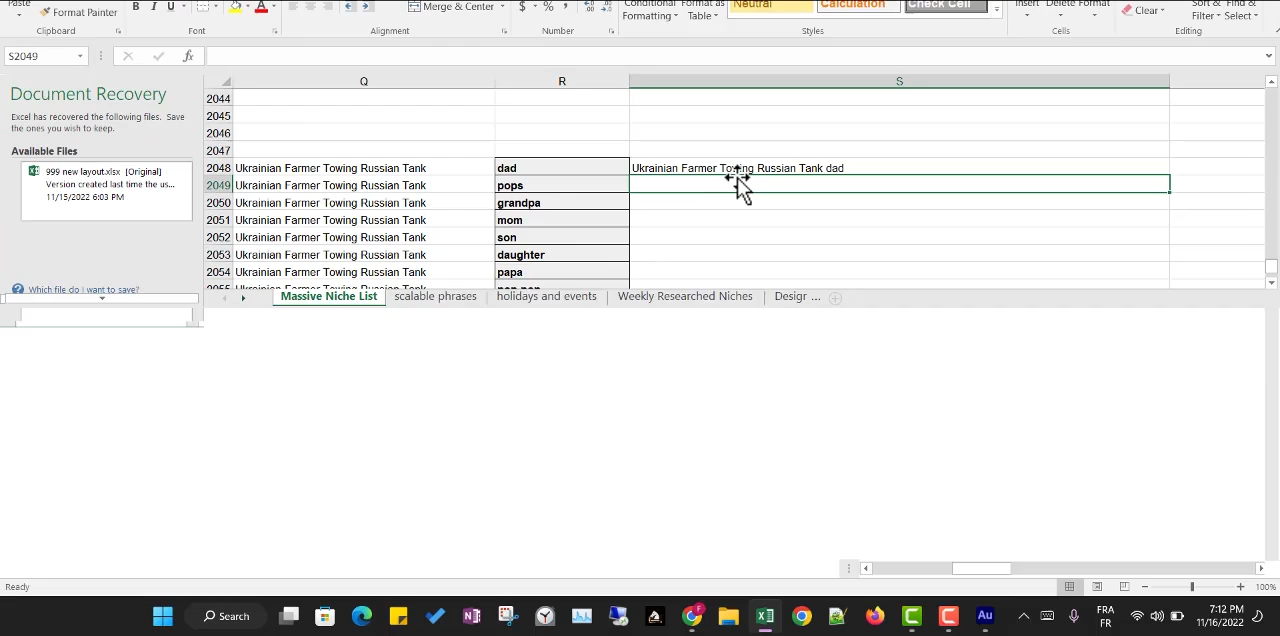 Paste
Format Painter
B I U A
Merge & Center
$ % ,
Conditional Format as
Formatting Table
Neutral
Calculation
Check Cell
Insert Delete Format
Clear
Sort & Find &
Filter Select
Clipboard
Font
Alignment
Number
Styles
Cells
Editing
S2049
fx
Document Recovery
Excel has recovered the following files. Save
the ones you wish to keep.
Available Files
999 new layout.xlsx [Original]
Version created last time the us...
11/15/2022 6:03 PM
Which file do I want to save?
Q R S
2044
2045
2046
2047
2048 Ukrainian Farmer Towing Russian Tank dad Ukrainian Farmer Towing Russian Tank dad
2049 Ukrainian Farmer Towing Russian Tank pops
2050 Ukrainian Farmer Towing Russian Tank grandpa
2051 Ukrainian Farmer Towing Russian Tank mom
2052 Ukrainian Farmer Towing Russian Tank son
2053 Ukrainian Farmer Towing Russian Tank daughter
2054 Ukrainian Farmer Towing Russian Tank papa
Massive Niche List scalable phrases holidays and events Weekly Researched Niches Desigr ...
Ready
100%
Search
FRA
FR
7:12 PM
11/16/2022